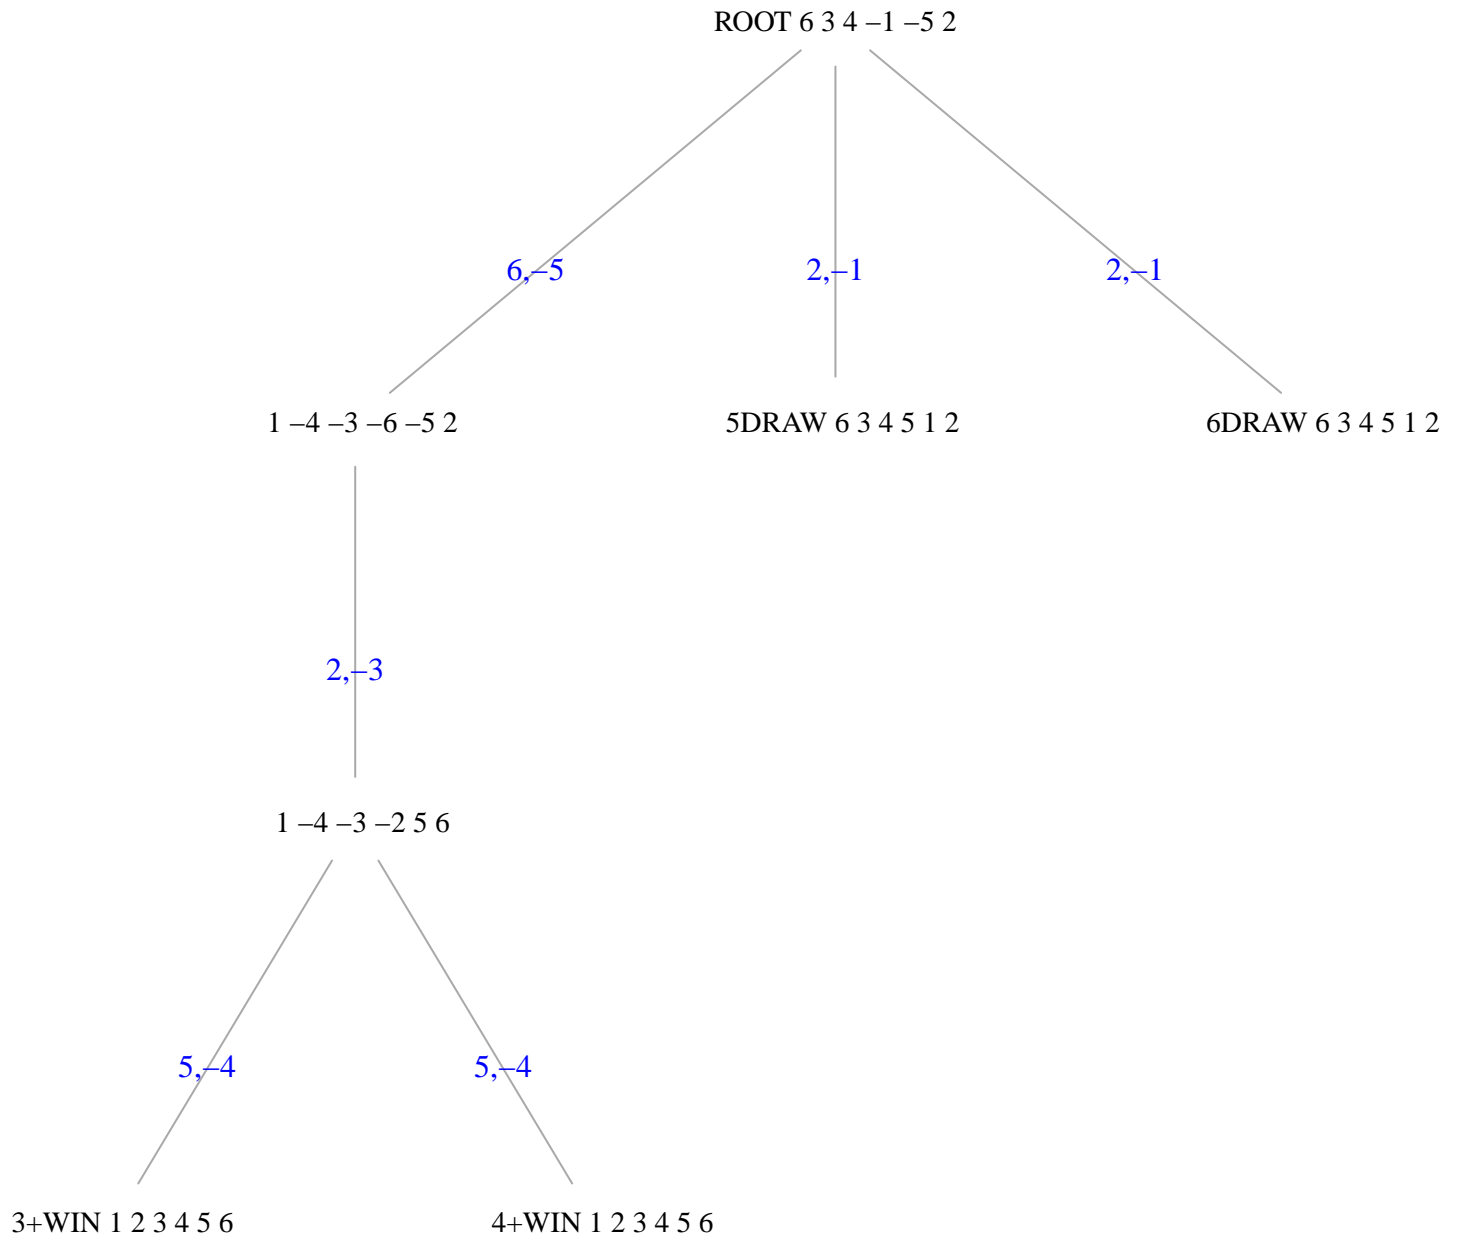 ROOT 6 3 4 –1 –5 2
6,–5
2,–1
2,–1
1 –4 –3 –6 –5 2
5DRAW 6 3 4 5 1 2
6DRAW 6 3 4 5 1 2
2,–3
1 –4 –3 –2 5 6
5,–4
5,–4
3+WIN 1 2 3 4 5 6
4+WIN 1 2 3 4 5 6